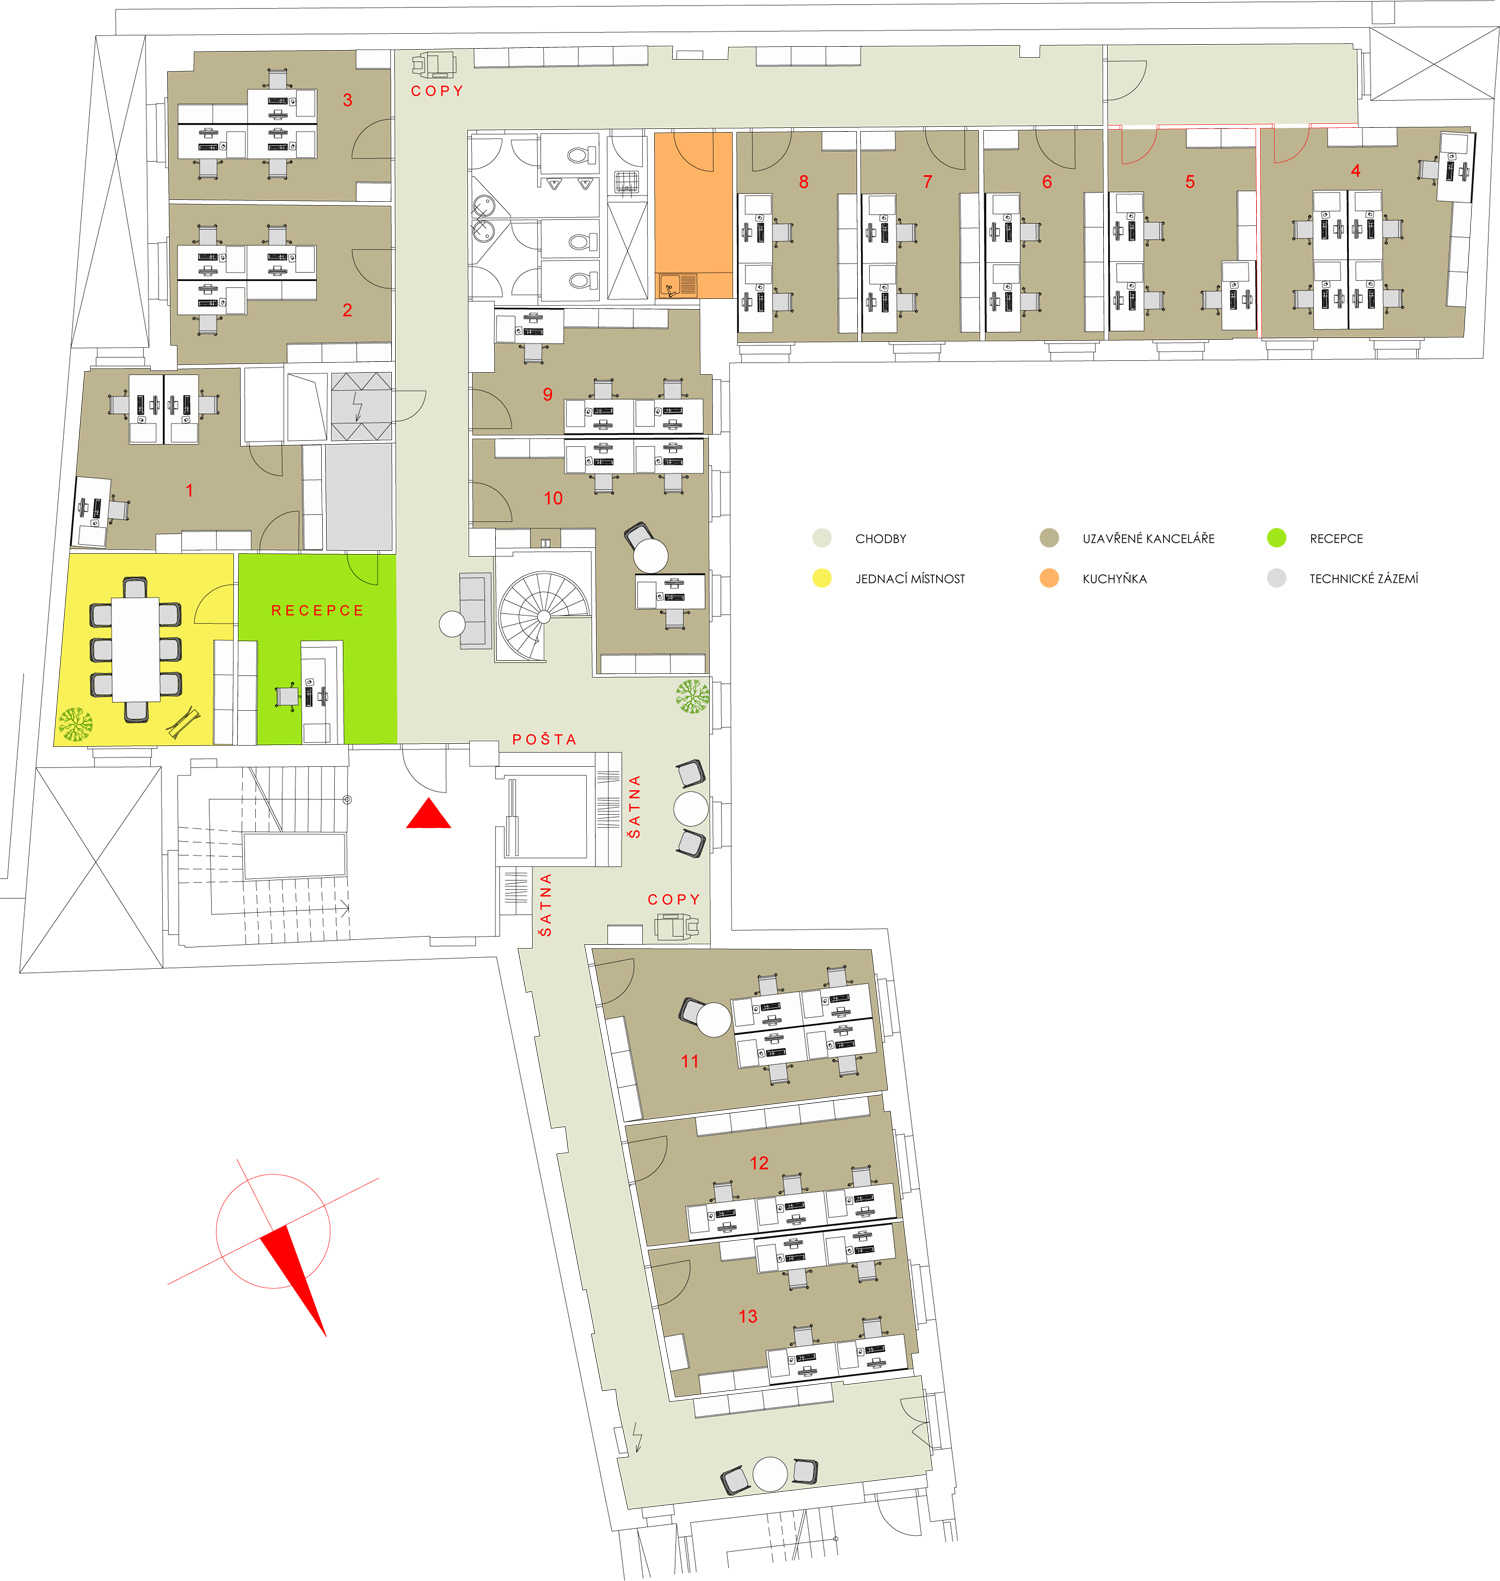 COPY
3
8
7
6
5
4
2
9
1
10
CHODBY
UZAVŘENÉ KANCELÁŘE
RECEPCE
JEDNACÍ MÍSTNOST
KUCHYŇKA
TECHNICKÉ ZÁZEMÍ
RECEPCE
POŠTA
ŠATNA
ŠATNA
COPY
11
12
13